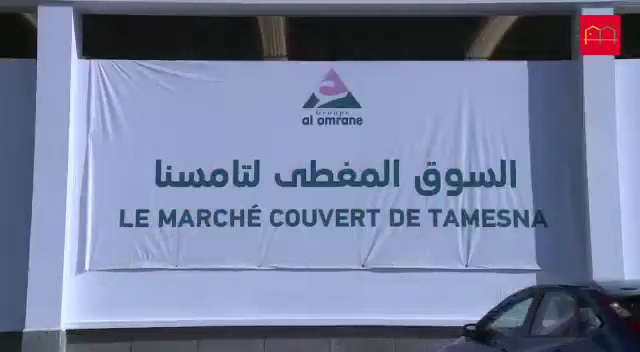 Groupe
al omrane
السوق المغطى لتامسنا
LE MARCHÉ COUVERT DE TAMESNA